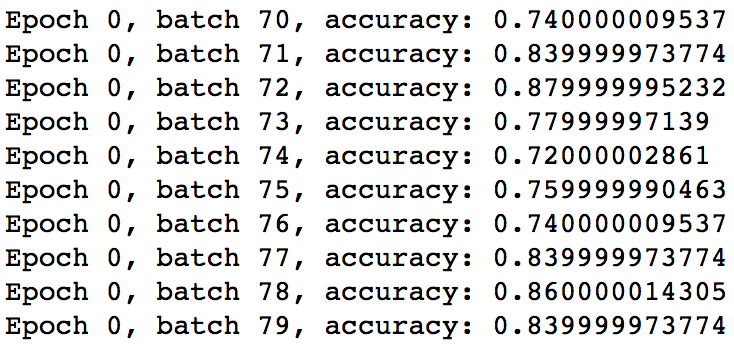 Epoch 0, batch 70, accuracy: 0.740000009537
Epoch 0, batch 71, accuracy: 0.839999973774
Epoch 0, batch 72, accuracy: 0.879999995232
Epoch 0, batch 73, accuracy: 0.77999997139
Epoch 0, batch 74, accuracy: 0.72000002861
Epoch 0, batch 75, accuracy: 0.759999990463
Epoch 0, batch 76, accuracy: 0.740000009537
Epoch 0, batch 77, accuracy: 0.839999973774
Epoch 0, batch 78, accuracy: 0.860000014305
Epoch 0, batch 79, accuracy: 0.839999973774